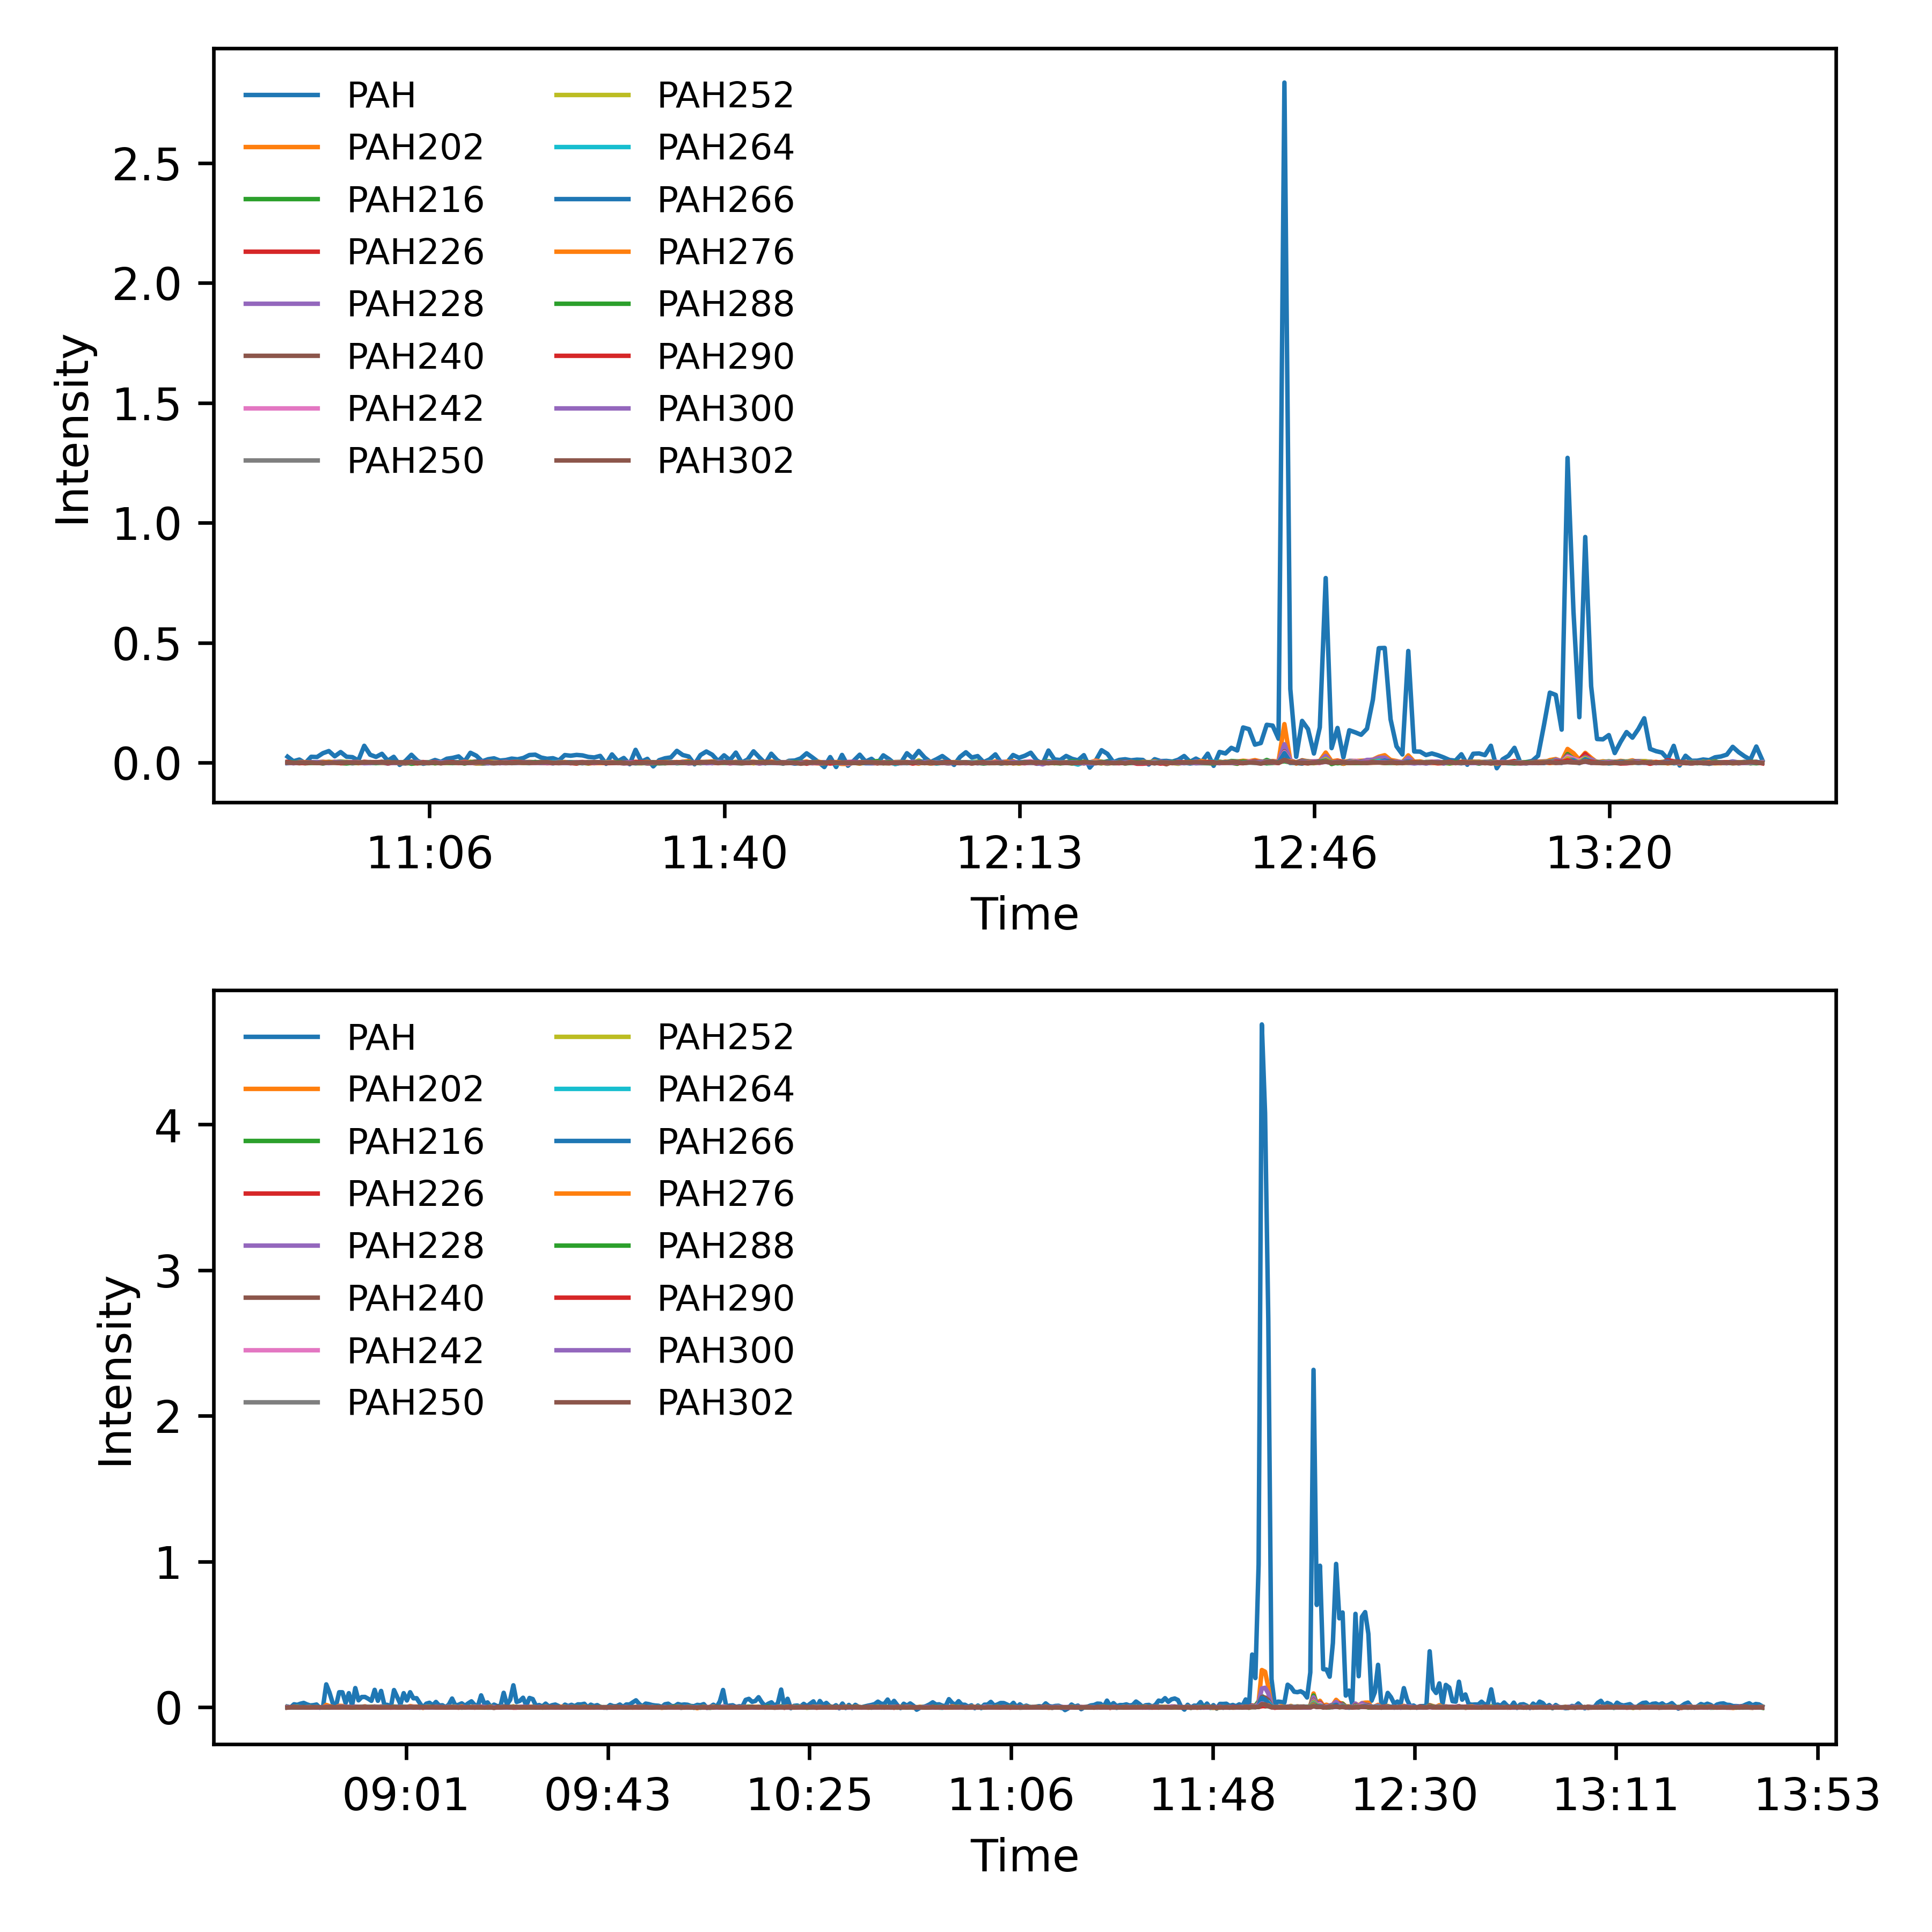 PAH PAH252
PAH202 PAH264
PAH216 PAH266
PAH226 PAH276
PAH228 PAH288
PAH240 PAH290
PAH242 PAH300
PAH250 PAH302
Intensity
2.5
2.0
1.5
1.0
0.5
0.0
11:06 11:40 12:13 12:46 13:20
Time
PAH PAH252
PAH202 PAH264
PAH216 PAH266
PAH226 PAH276
PAH228 PAH288
PAH240 PAH290
PAH242 PAH300
PAH250 PAH302
Intensity
4
3
2
1
0
09:01 09:43 10:25 11:06 11:48 12:30 13:11 13:53
Time